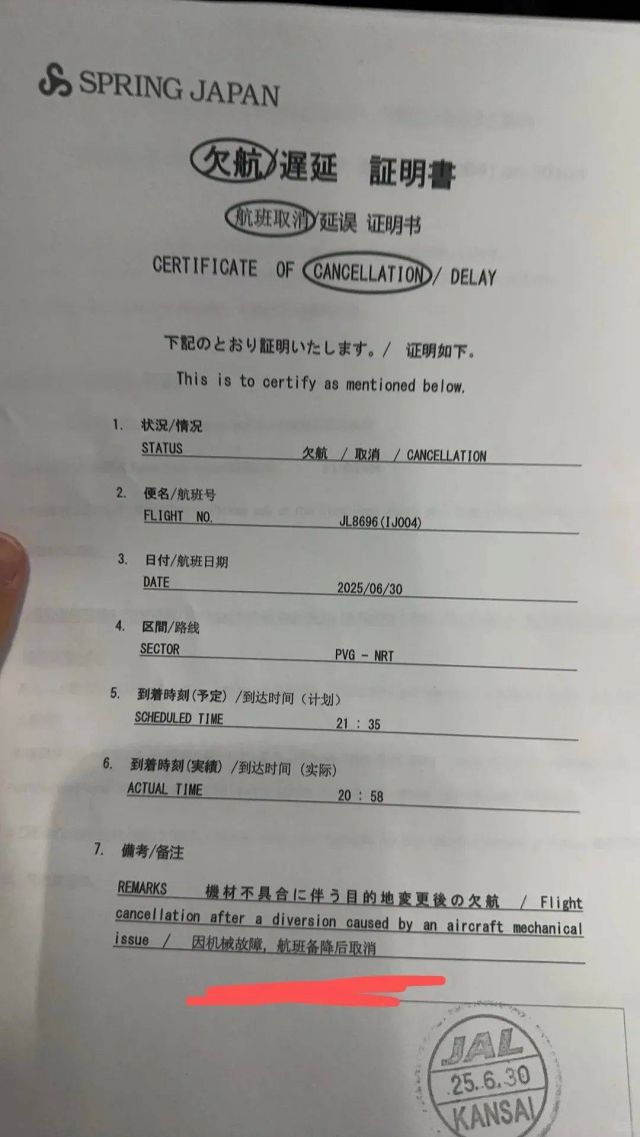 SPRING JAPAN
欠航/遅延 証明書
航班取消/延误 证明书
CERTIFICATE OF CANCELLATION / DELAY
下記のとおり証明いたします。/ 证明如下。
This is to certify as mentioned below.
1. 状況/情况
STATUS 欠航 / 取消 / CANCELLATION
2. 便名/航班号
FLIGHT NO. JL8696(IJ004)
3. 日付/航班日期
DATE 2025/06/30
4. 区間/路线
SECTOR PVG - NRT
5. 到着時刻(予定) /到达时间（计划）
SCHEDULED TIME 21 : 35
6. 到着時刻(実績) /到达时间 (实际)
ACTUAL TIME 20 : 58
7. 備考/备注
REMARKS 機材不具合に伴う目的地変更後の欠航 / Flight
cancellation after a diversion caused by an aircraft mechanical
issue / 因机械故障, 航班备降后取消
JAL
25.6.30
KANSAI